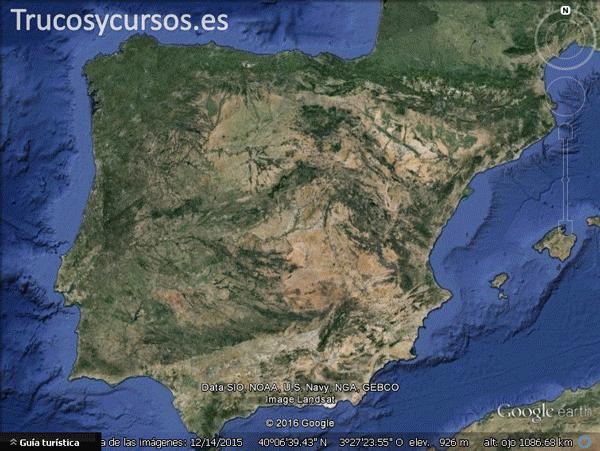 Trucosycursos.es
N
Data SIO, NOAA, U.S. Navy, NGA, GEBCO
Image Landsat
Google earth
© 2016 Google
Guía turística
a de las imágenes: 12/14/2015 40°06'39.43" N 3°27'23.55" O elev. 926 m alt. ojo 1086.68 km